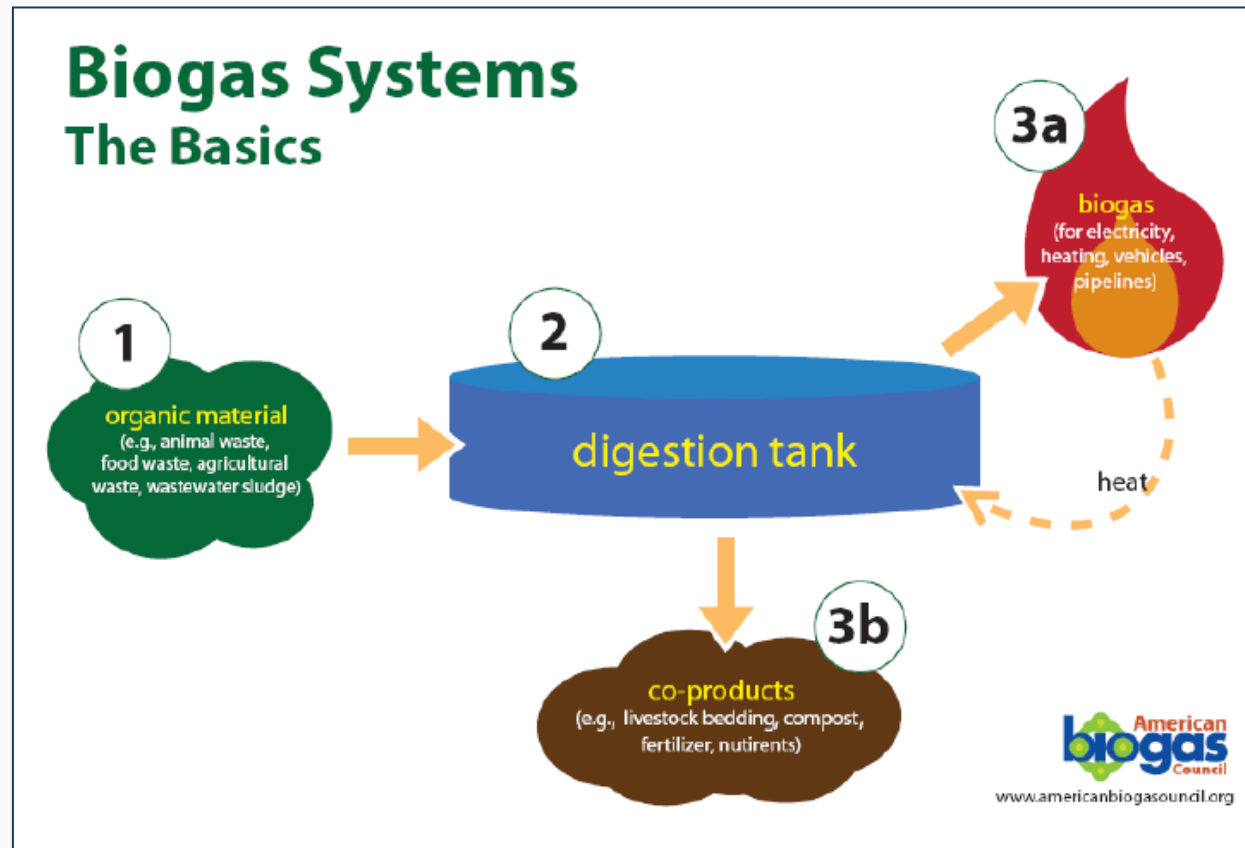 Biogas Systems
The Basics
3a
biogas
(for electricity,
heating, vehicles,
pipelines)
1
organic material
(e.g., animal waste,
food waste, agricultural
waste, wastewater sludge)
2
digestion tank
heat
3b
co-products
(e.g., livestock bedding, compost,
fertilizer, nutirents)
American
biogas
Council
www.americanbiogasouncil.org